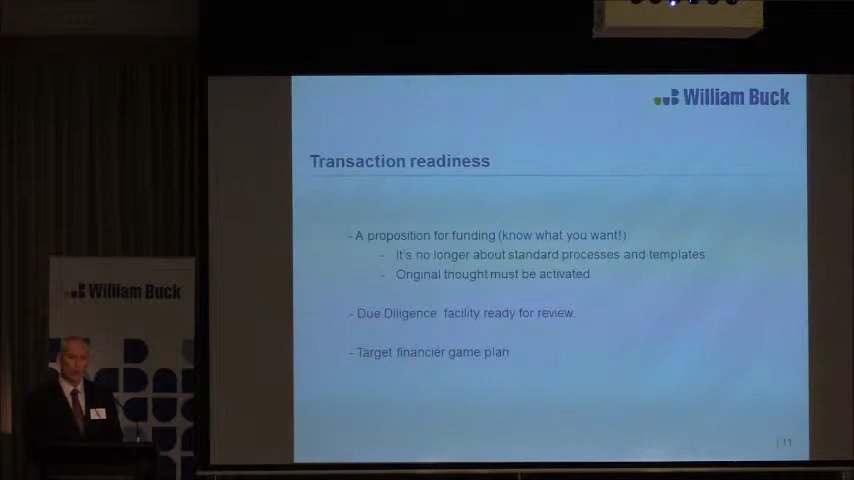 William Buck
Transaction readiness
- A proposition for funding (know what you want!)
- It's no longer about standard processes and templates
- Original thought must be activated
- Due Diligence facility ready for review.
- Target financier game plan
| 11
William Buck